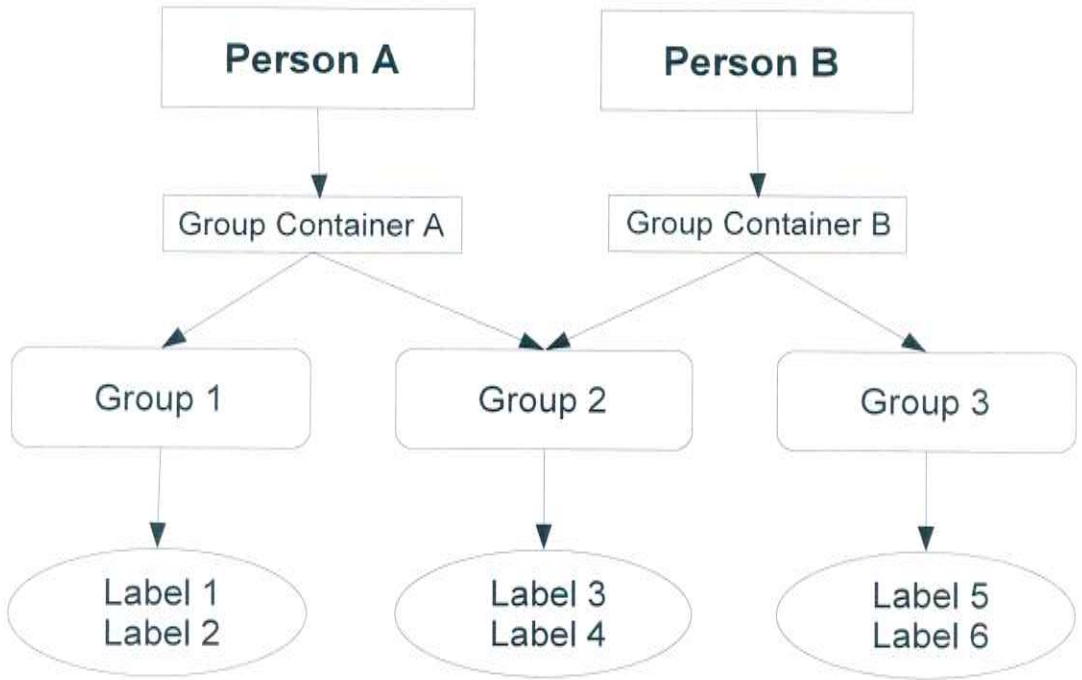 Person A
Person B
Group Container A
Group Container B
Group 1
Group 2
Group 3
Label 1
Label 2
Label 3
Label 4
Label 5
Label 6